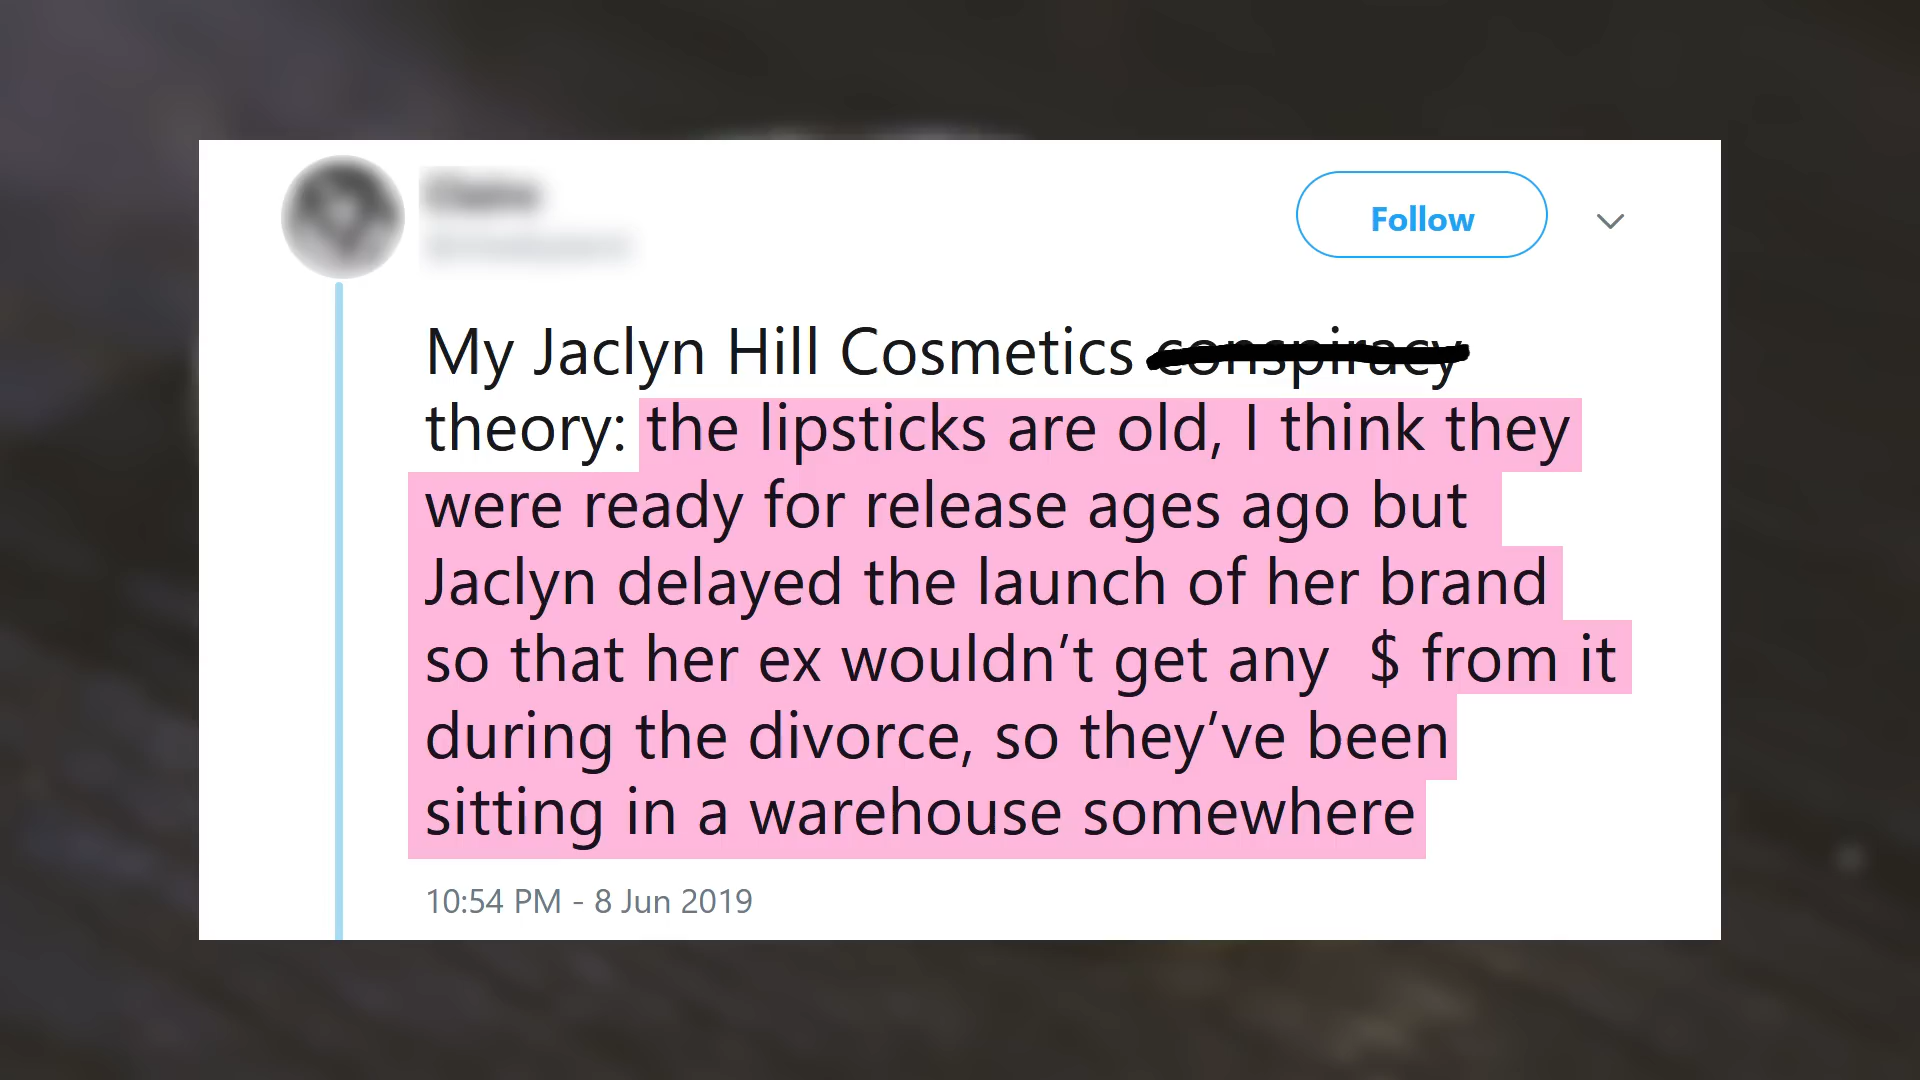 Follow
My Jaclyn Hill Cosmetics conspiracy
theory: the lipsticks are old, I think they
were ready for release ages ago but
Jaclyn delayed the launch of her brand
so that her ex wouldn’t get any $ from it
during the divorce, so they’ve been
sitting in a warehouse somewhere
10:54 PM - 8 Jun 2019